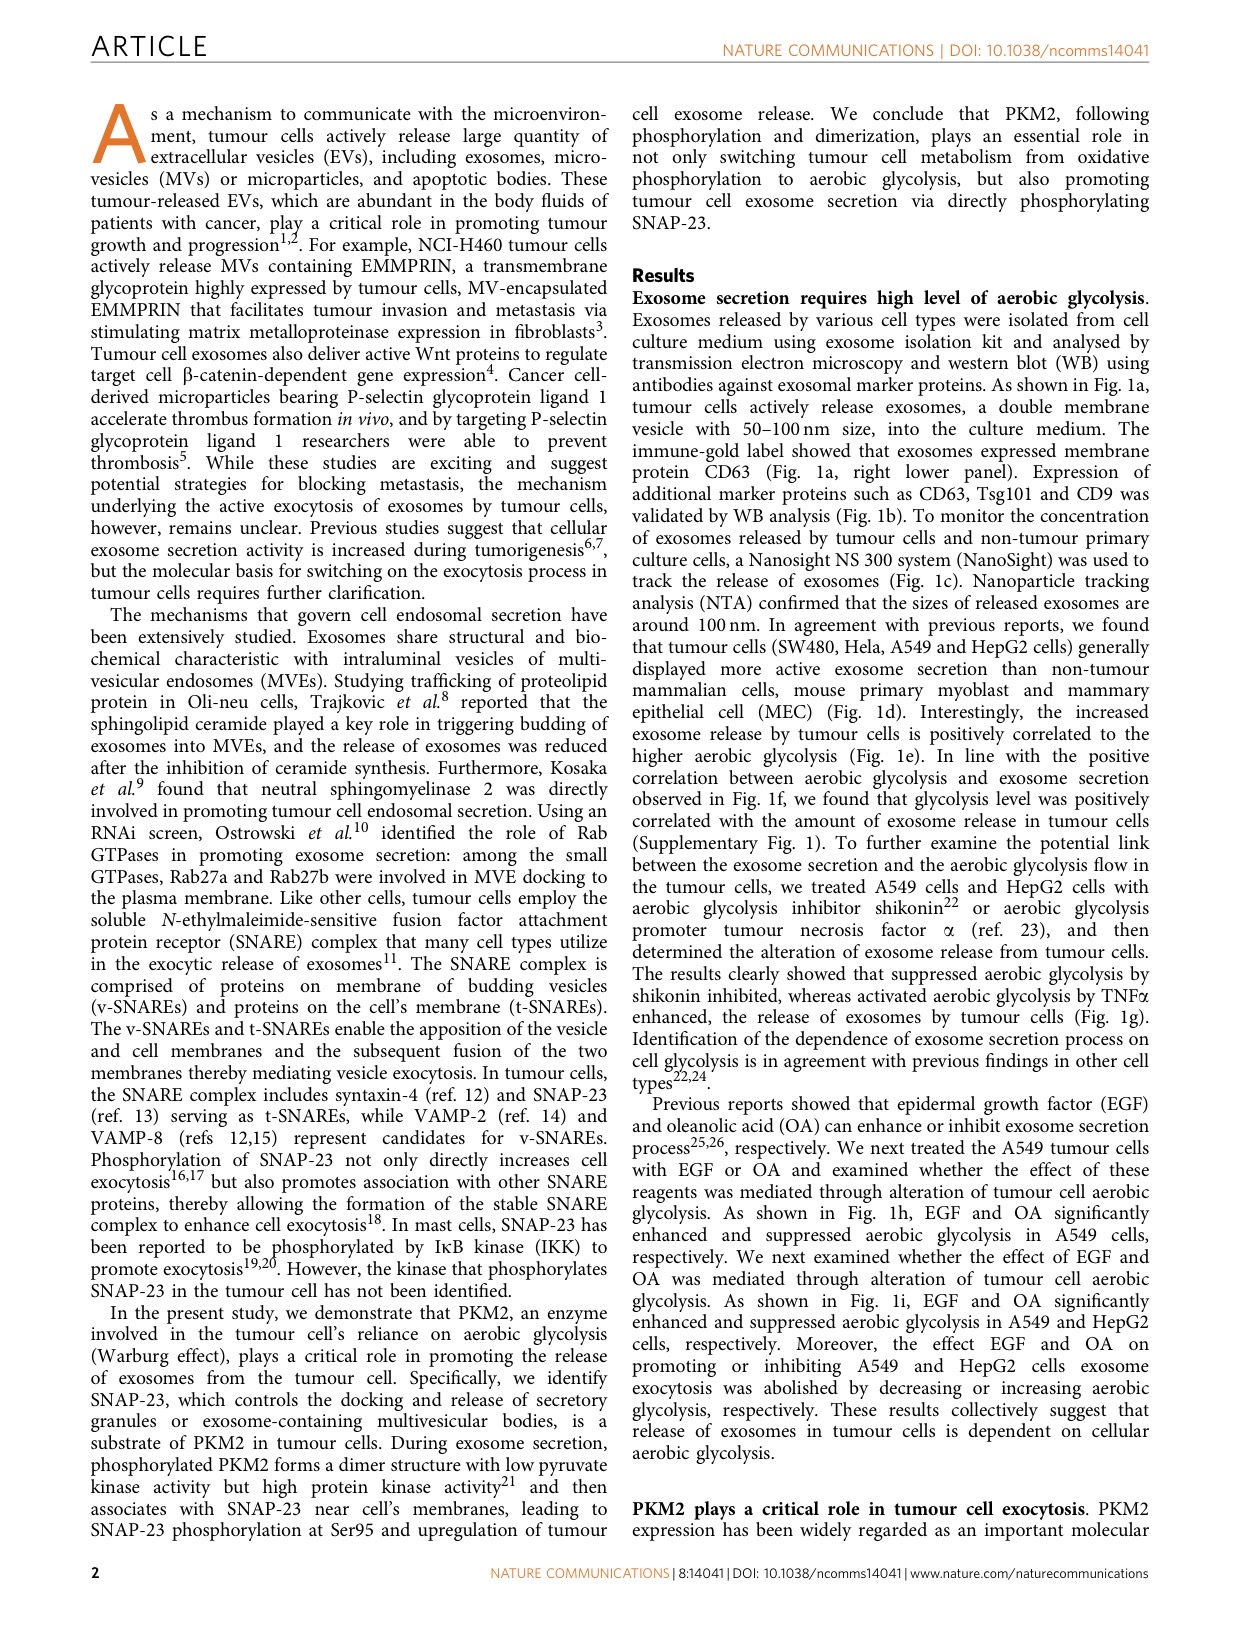 ARTICLE
NATURE COMMUNICATIONS | DOI: 10.1038/ncomms14041
As a mechanism to communicate with the microenviron-
ment, tumour cells actively release large quantity of
extracellular vesicles (EVs), including exosomes, micro-
vesicles (MVs) or microparticles, and apoptotic bodies. These
tumour-released EVs, which are abundant in the body fluids of
patients with cancer, play a critical role in promoting tumour
growth and progression1,2. For example, NCI-H460 tumour cells
actively release MVs containing EMMPRIN, a transmembrane
glycoprotein highly expressed by tumour cells, MV-encapsulated
EMMPRIN that facilitates tumour invasion and metastasis via
stimulating matrix metalloproteinase expression in fibroblasts3.
Tumour cell exosomes also deliver active Wnt proteins to regulate
target cell β-catenin-dependent gene expression4. Cancer cell-
derived microparticles bearing P-selectin glycoprotein ligand 1
accelerate thrombus formation in vivo, and by targeting P-selectin
glycoprotein ligand 1 researchers were able to prevent
thrombosis5. While these studies are exciting and suggest
potential strategies for blocking metastasis, the mechanism
underlying the active exocytosis of exosomes by tumour cells,
however, remains unclear. Previous studies suggest that cellular
exosome secretion activity is increased during tumorigenesis6,7,
but the molecular basis for switching on the exocytosis process in
tumour cells requires further clarification.
The mechanisms that govern cell endosomal secretion have
been extensively studied. Exosomes share structural and bio-
chemical characteristic with intraluminal vesicles of multi-
vesicular endosomes (MVEs). Studying trafficking of proteolipid
protein in Oli-neu cells, Trajkovic et al.8 reported that the
sphingolipid ceramide played a key role in triggering budding of
exosomes into MVEs, and the release of exosomes was reduced
after the inhibition of ceramide synthesis. Furthermore, Kosaka
et al.9 found that neutral sphingomyelinase 2 was directly
involved in promoting tumour cell endosomal secretion. Using an
RNAi screen, Ostrowski et al.10 identified the role of Rab
GTPases in promoting exosome secretion: among the small
GTPases, Rab27a and Rab27b were involved in MVE docking to
the plasma membrane. Like other cells, tumour cells employ the
soluble N-ethylmaleimide-sensitive fusion factor attachment
protein receptor (SNARE) complex that many cell types utilize
in the exocytic release of exosomes11. The SNARE complex is
comprised of proteins on membrane of budding vesicles
(v-SNAREs) and proteins on the cell's membrane (t-SNAREs).
The v-SNAREs and t-SNAREs enable the apposition of the vesicle
and cell membranes and the subsequent fusion of the two
membranes thereby mediating vesicle exocytosis. In tumour cells,
the SNARE complex includes syntaxin-4 (ref. 12) and SNAP-23
(ref. 13) serving as t-SNAREs, while VAMP-2 (ref. 14) and
VAMP-8 (refs 12,15) represent candidates for v-SNAREs.
Phosphorylation of SNAP-23 not only directly increases cell
exocytosis16,17 but also promotes association with other SNARE
proteins, thereby allowing the formation of the stable SNARE
complex to enhance cell exocytosis18. In mast cells, SNAP-23 has
been reported to be phosphorylated by IκB kinase (IKK) to
promote exocytosis19,20. However, the kinase that phosphorylates
SNAP-23 in the tumour cell has not been identified.
In the present study, we demonstrate that PKM2, an enzyme
involved in the tumour cell's reliance on aerobic glycolysis
(Warburg effect), plays a critical role in promoting the release
of exosomes from the tumour cell. Specifically, we identify
SNAP-23, which controls the docking and release of secretory
granules or exosome-containing multivesicular bodies, is a
substrate of PKM2 in tumour cells. During exosome secretion,
phosphorylated PKM2 forms a dimer structure with low pyruvate
kinase activity but high protein kinase activity21 and then
associates with SNAP-23 near cell's membranes, leading to
SNAP-23 phosphorylation at Ser95 and upregulation of tumour
cell exosome release. We conclude that PKM2, following
phosphorylation and dimerization, plays an essential role in
not only switching tumour cell metabolism from oxidative
phosphorylation to aerobic glycolysis, but also promoting
tumour cell exosome secretion via directly phosphorylating
SNAP-23.
Results
Exosome secretion requires high level of aerobic glycolysis.
Exosomes released by various cell types were isolated from cell
culture medium using exosome isolation kit and analysed by
transmission electron microscopy and western blot (WB) using
antibodies against exosomal marker proteins. As shown in Fig. 1a,
tumour cells actively release exosomes, a double membrane
vesicle with 50–100 nm size, into the culture medium. The
immune-gold label showed that exosomes expressed membrane
protein CD63 (Fig. 1a, right lower panel). Expression of
additional marker proteins such as CD63, Tsg101 and CD9 was
validated by WB analysis (Fig. 1b). To monitor the concentration
of exosomes released by tumour cells and non-tumour primary
culture cells, a Nanosight NS 300 system (NanoSight) was used to
track the release of exosomes (Fig. 1c). Nanoparticle tracking
analysis (NTA) confirmed that the sizes of released exosomes are
around 100 nm. In agreement with previous reports, we found
that tumour cells (SW480, Hela, A549 and HepG2 cells) generally
displayed more active exosome secretion than non-tumour
mammalian cells, mouse primary myoblast and mammary
epithelial cell (MEC) (Fig. 1d). Interestingly, the increased
exosome release by tumour cells is positively correlated to the
higher aerobic glycolysis (Fig. 1e). In line with the positive
correlation between aerobic glycolysis and exosome secretion
observed in Fig. 1f, we found that glycolysis level was positively
correlated with the amount of exosome release in tumour cells
(Supplementary Fig. 1). To further examine the potential link
between the exosome secretion and the aerobic glycolysis flow in
the tumour cells, we treated A549 cells and HepG2 cells with
aerobic glycolysis inhibitor shikonin22 or aerobic glycolysis
promoter tumour necrosis factor α (ref. 23), and then
determined the alteration of exosome release from tumour cells.
The results clearly showed that suppressed aerobic glycolysis by
shikonin inhibited, whereas activated aerobic glycolysis by TNFα
enhanced, the release of exosomes by tumour cells (Fig. 1g).
Identification of the dependence of exosome secretion process on
cell glycolysis is in agreement with previous findings in other cell
types22,24.
Previous reports showed that epidermal growth factor (EGF)
and oleanolic acid (OA) can enhance or inhibit exosome secretion
process25,26, respectively. We next treated the A549 tumour cells
with EGF or OA and examined whether the effect of these
reagents was mediated through alteration of tumour cell aerobic
glycolysis. As shown in Fig. 1h, EGF and OA significantly
enhanced and suppressed aerobic glycolysis in A549 cells,
respectively. We next examined whether the effect of EGF and
OA was mediated through alteration of tumour cell aerobic
glycolysis. As shown in Fig. 1i, EGF and OA significantly
enhanced and suppressed aerobic glycolysis in A549 and HepG2
cells, respectively. Moreover, the effect EGF and OA on
promoting or inhibiting A549 and HepG2 cells exosome
exocytosis was abolished by decreasing or increasing aerobic
glycolysis, respectively. These results collectively suggest that
release of exosomes in tumour cells is dependent on cellular
aerobic glycolysis.
PKM2 plays a critical role in tumour cell exocytosis. PKM2
expression has been widely regarded as an important molecular
2
NATURE COMMUNICATIONS | 8:14041 | DOI: 10.1038/ncomms14041 | www.nature.com/naturecommunications